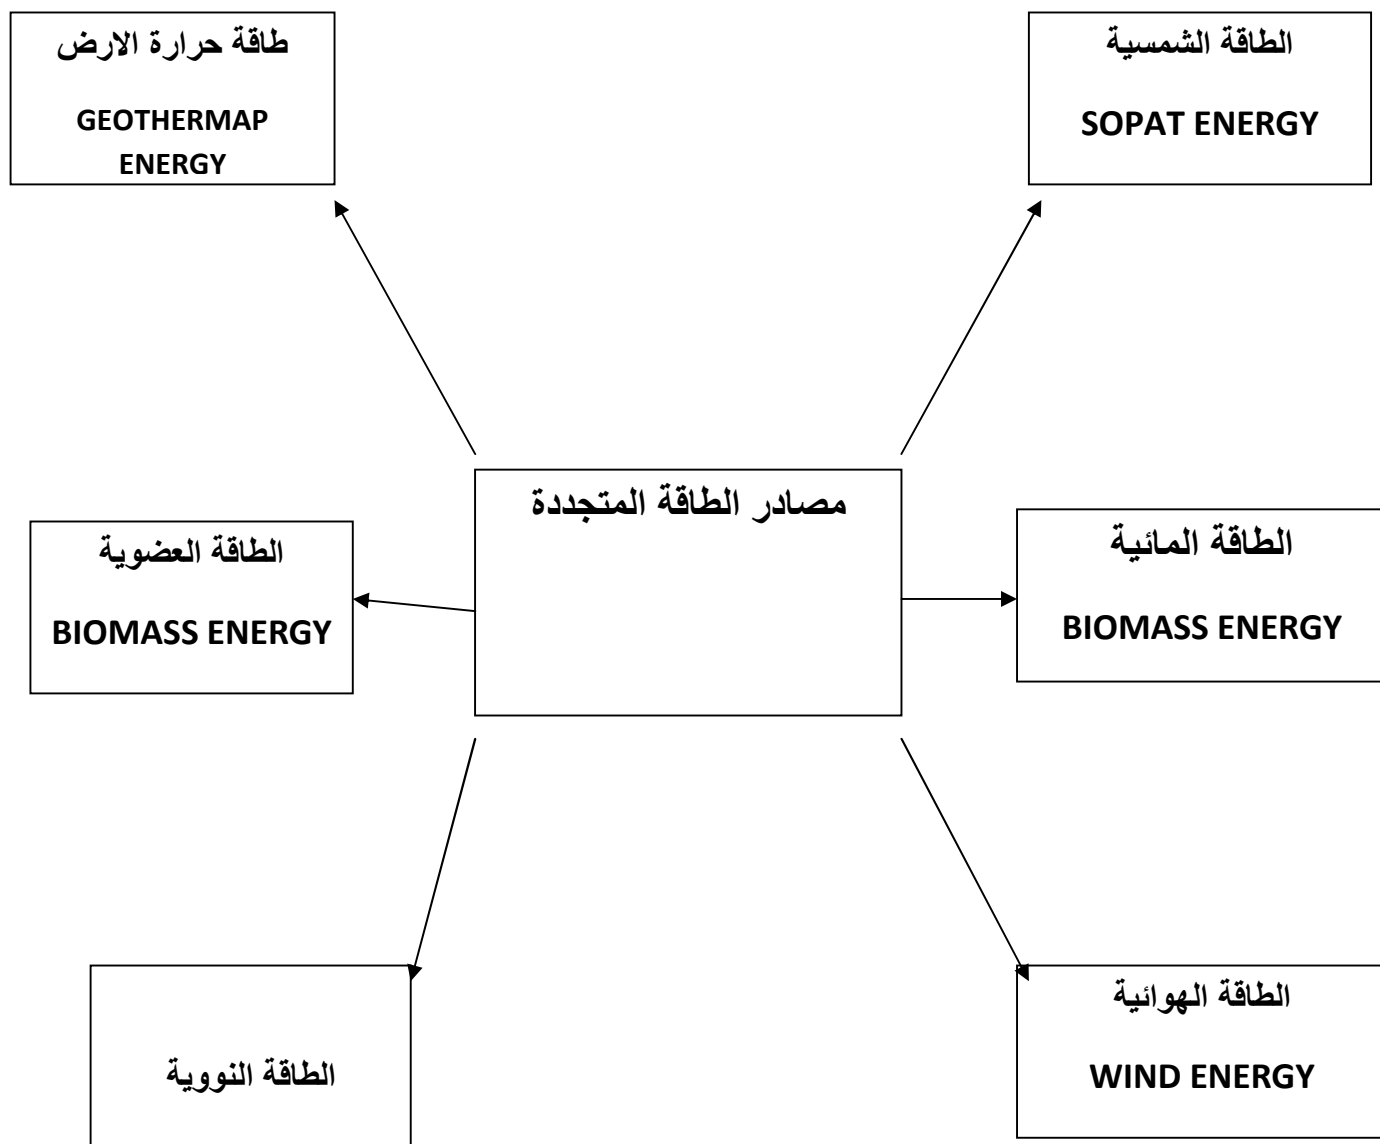 الطاقة الشمسية
SOPAT ENERGY
طاقة حرارة الارض
GEOTHERMAP
ENERGY
مصادر الطاقة المتجددة
الطاقة المائية
BIOMASS ENERGY
الطاقة العضوية
BIOMASS ENERGY
الطاقة الهوائية
WIND ENERGY
الطاقة النووية